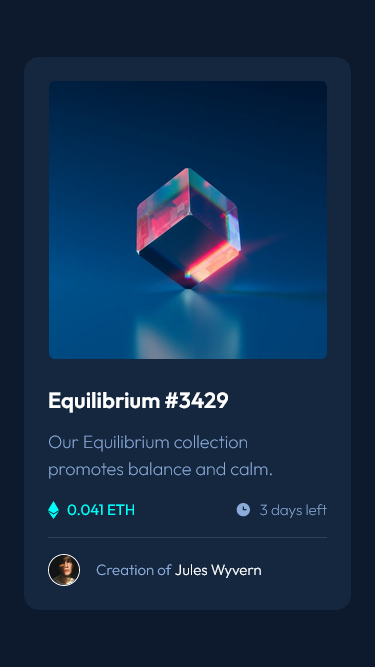 Equilibrium #3429
Our Equilibrium collection
promotes balance and calm.
0.041 ETH
3 days left
Creation of Jules Wyvern